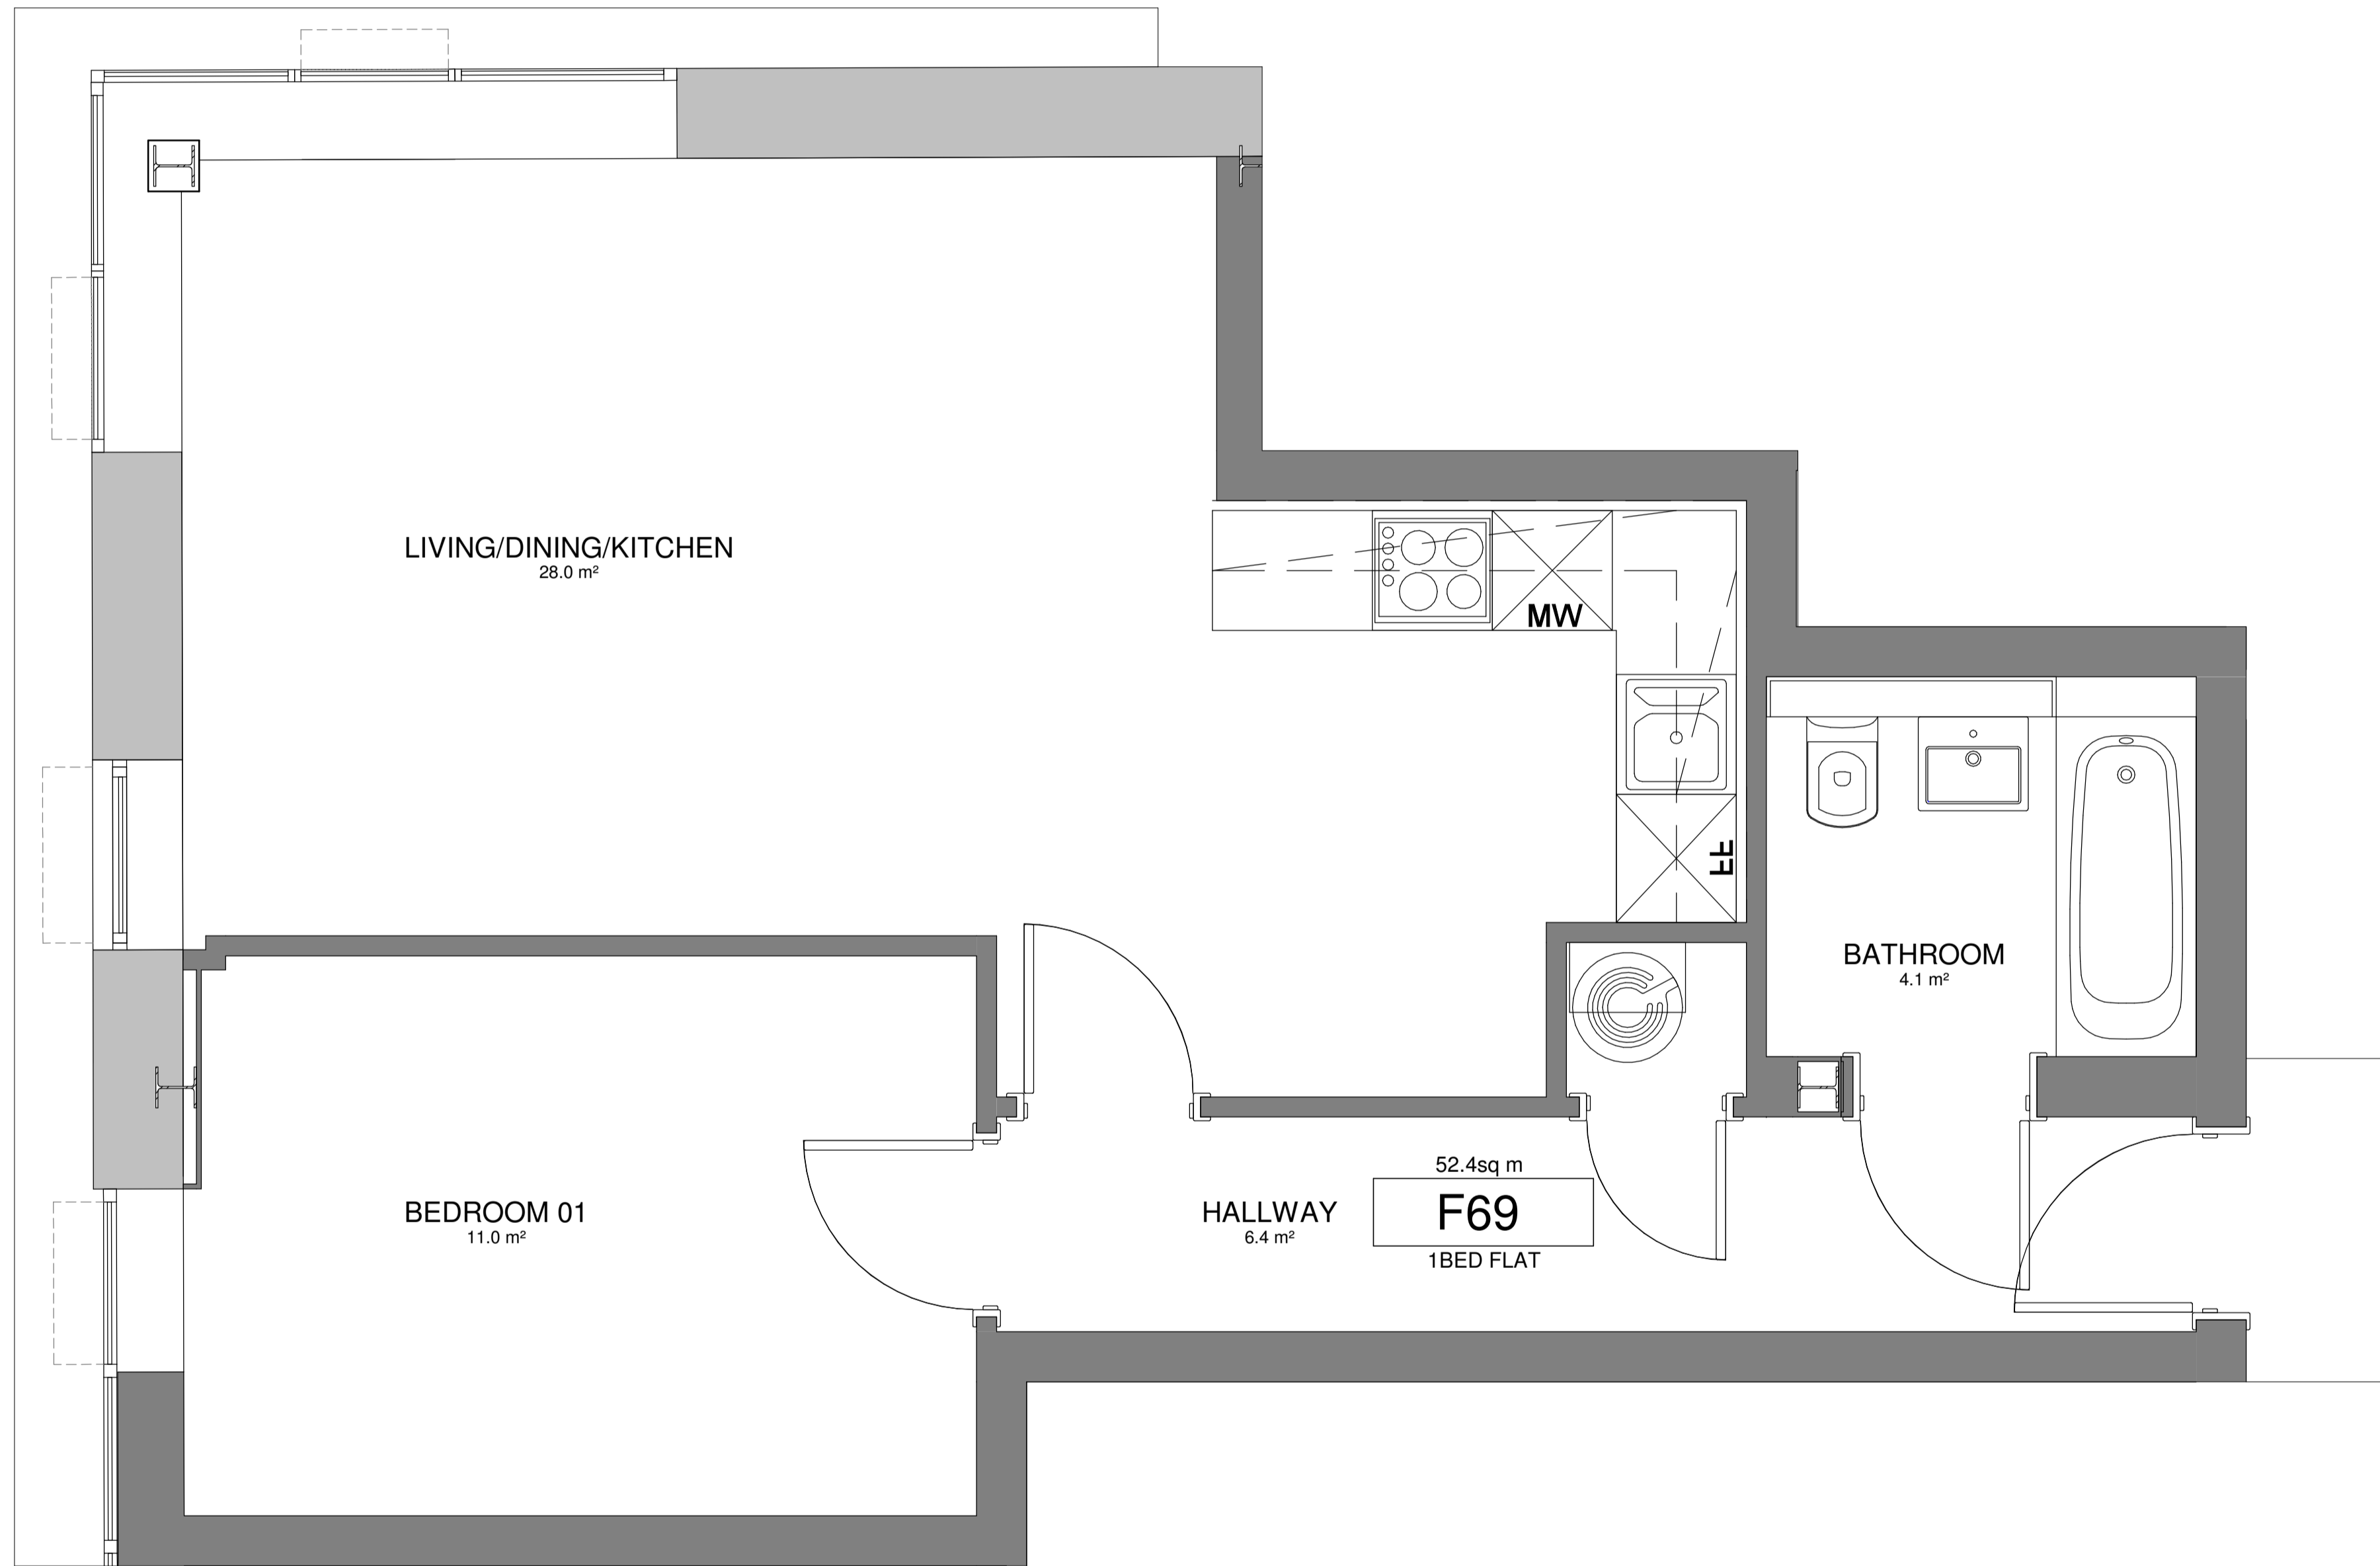 LIVING/DINING/KITCHEN
28.0 m²
MW
FF
BATHROOM
4.1 m²
52.4sq m
F69
1BED FLAT
HALLWAY
6.4 m²
BEDROOM 01
11.0 m²